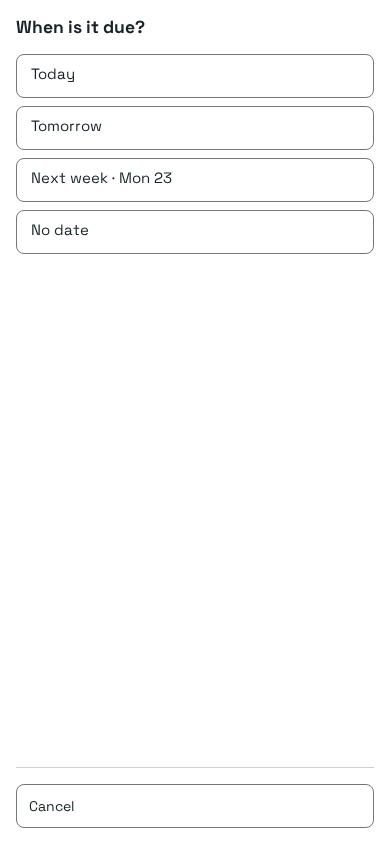 When is it due?
Today
Tomorrow
Next week · Mon 23
No date
Cancel